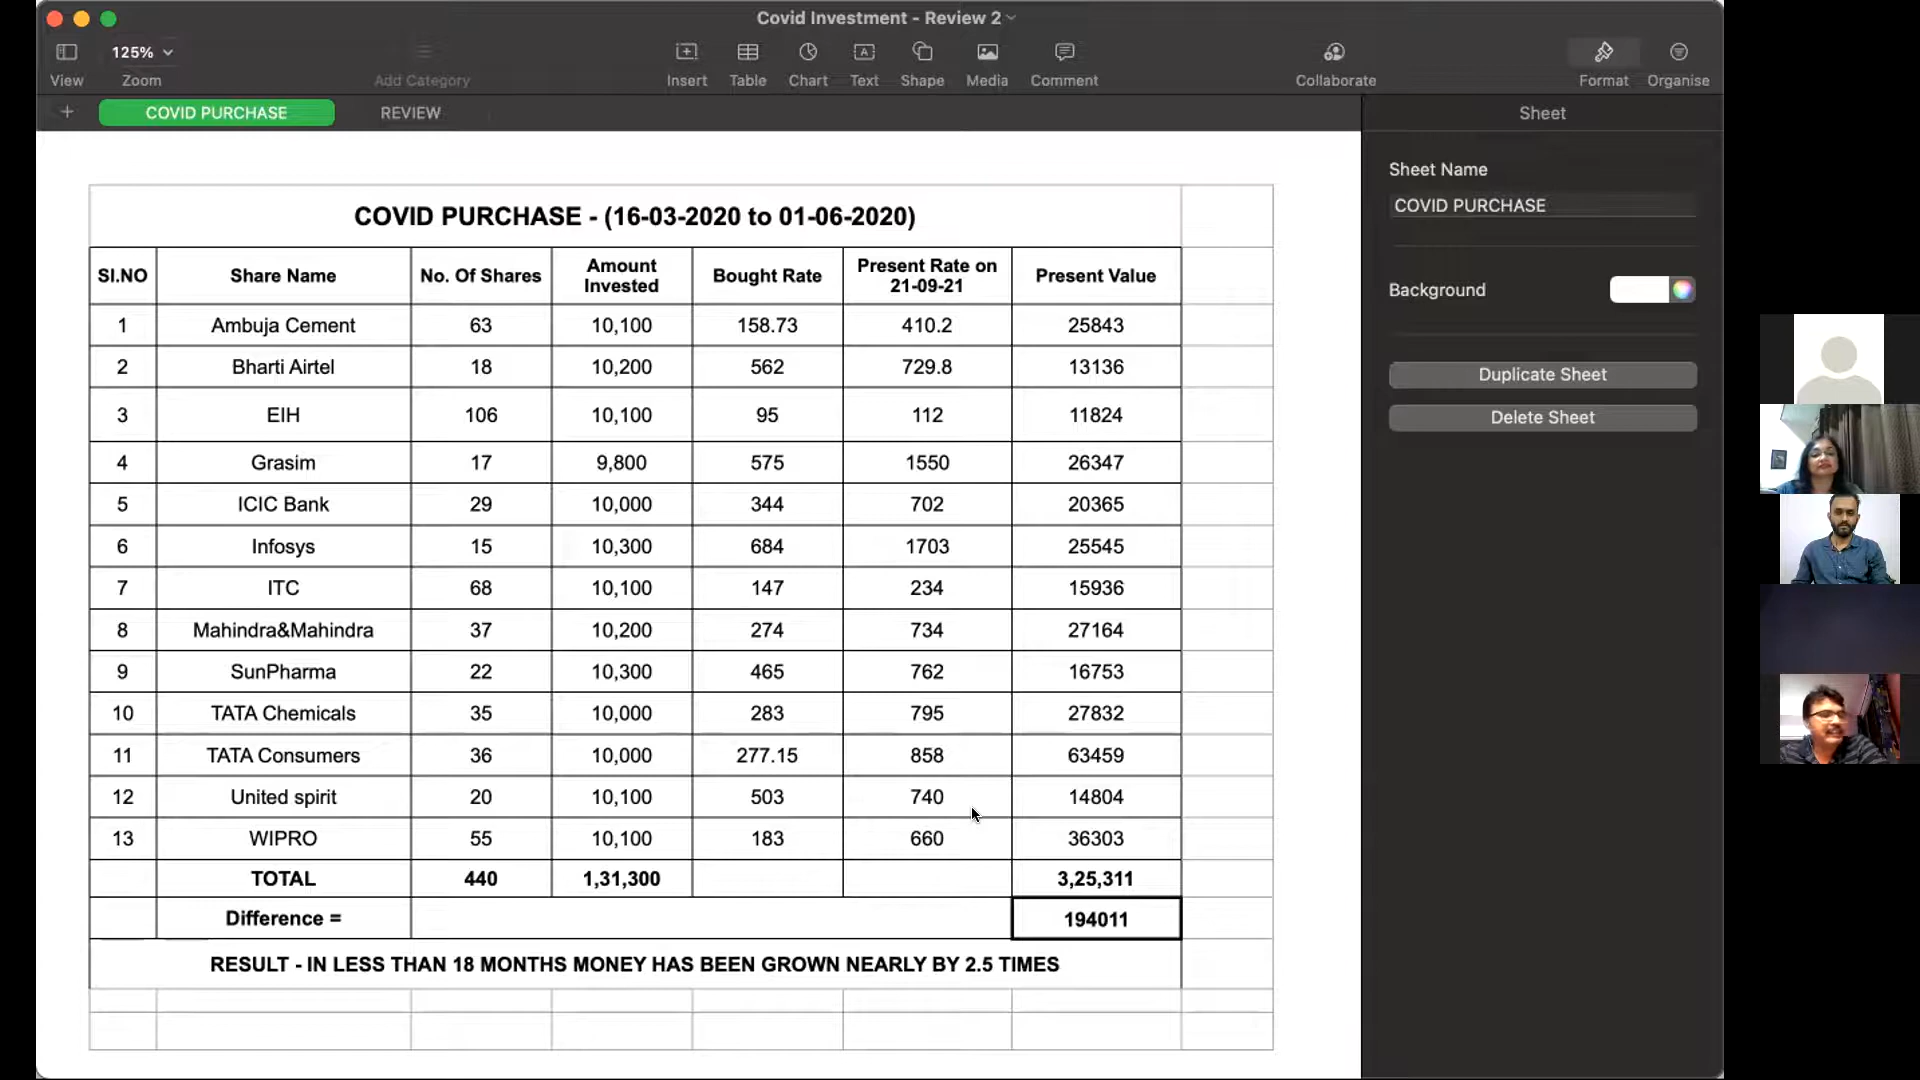 Covid Investment - Review 2
125%
View
Zoom
Add Category
Insert
Table
Chart
Text
Shape
Media
Comment
Collaborate
Format
Organise
+ COVID PURCHASE REVIEW
Sheet
Sheet Name
COVID PURCHASE
Background
Duplicate Sheet
Delete Sheet
COVID PURCHASE - (16-03-2020 to 01-06-2020)
SI.NO Share Name No. Of Shares Amount Invested Bought Rate Present Rate on 21-09-21 Present Value
1 Ambuja Cement 63 10,100 158.73 410.2 25843
2 Bharti Airtel 18 10,200 562 729.8 13136
3 EIH 106 10,100 95 112 11824
4 Grasim 17 9,800 575 1550 26347
5 ICIC Bank 29 10,000 344 702 20365
6 Infosys 15 10,300 684 1703 25545
7 ITC 68 10,100 147 234 15936
8 Mahindra&Mahindra 37 10,200 274 734 27164
9 SunPharma 22 10,300 465 762 16753
10 TATA Chemicals 35 10,000 283 795 27832
11 TATA Consumers 36 10,000 277.15 858 63459
12 United spirit 20 10,100 503 740 14804
13 WIPRO 55 10,100 183 660 36303
TOTAL 440 1,31,300 3,25,311
Difference = 194011
RESULT - IN LESS THAN 18 MONTHS MONEY HAS BEEN GROWN NEARLY BY 2.5 TIMES